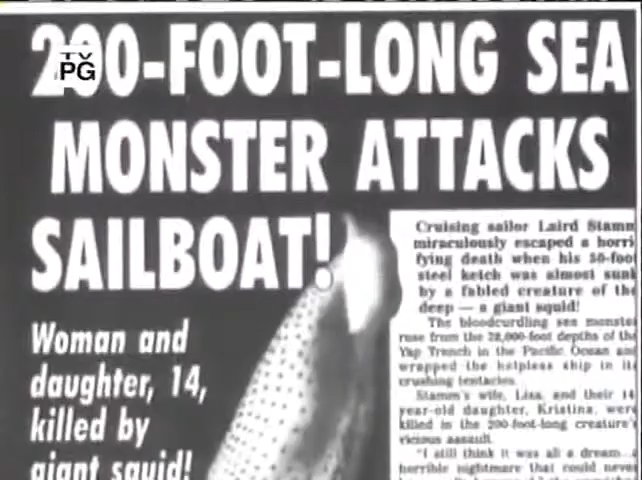 TV
PG
200-FOOT-LONG SEA
MONSTER ATTACKS
SAILBOAT!
Woman and
daughter, 14,
killed by
giant squid!
Cruising sailor Laird Stamm
miraculously escaped a horri
fying death when his 50-foot
steel ketch was almost sunk
by a fabled creature of the
deep — a giant squid!
The bloodcurdling sea monster
rose from the 28,000-foot depths of the
Yap Trench in the Pacific Ocean and
wrapped the helpless ship in its
crushing tentacles.
Stamm's wife, Lisa, and their 14
year-old daughter, Kristina, were
killed in the 200-foot-long creature's
vicious assault.
"I still think it was all a dream...a
horrible nightmare that could never